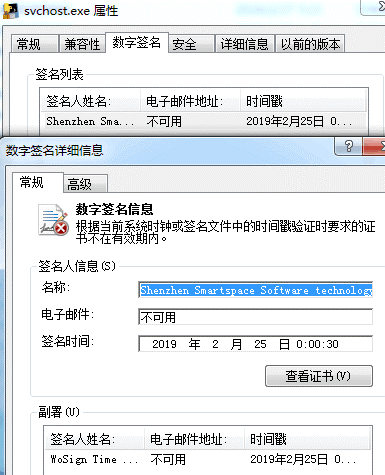 svchost.exe 属性
常规 兼容性 数字签名 安全 详细信息 以前的版本
签名列表
签名人姓名: 电子邮件地址: 时间戳
Shenzhen Sma... 不可用 2019年2月25日 0...
数字签名详细信息
?
常规 高级
数字签名信息
根据当前系统时钟或签名文件中的时间戳验证时要求的证
书不在有效期内。
签名人信息(S)
名称: Shenzhen Smartspace Software technology
电子邮件: 不可用
签名时间: 2019 年 2 月 25 日 0:00:30
查看证书(V)
副署(U)
签名人姓名: 电子邮件地址: 时间戳
WoSign Time ... 不可用 2019年2月25日 0...